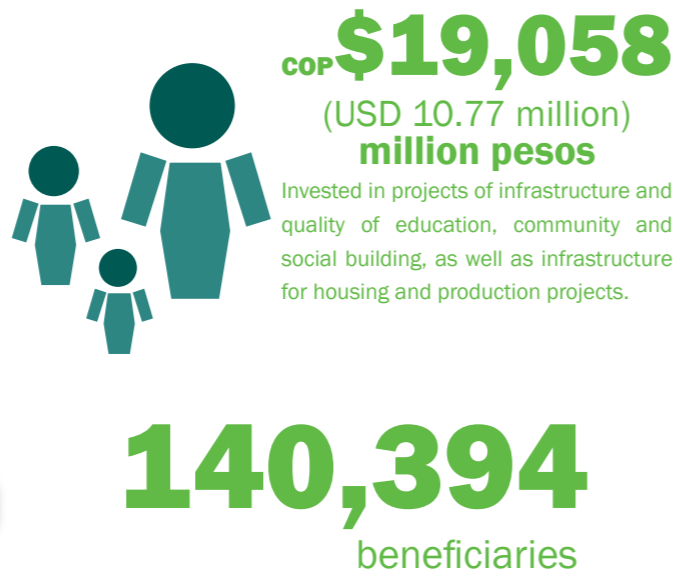 COP$19,058
(USD 10.77 million)
million pesos
Invested in projects of infrastructure and
quality of education, community and
social building, as well as infrastructure
for housing and production projects.
140,394
beneficiaries